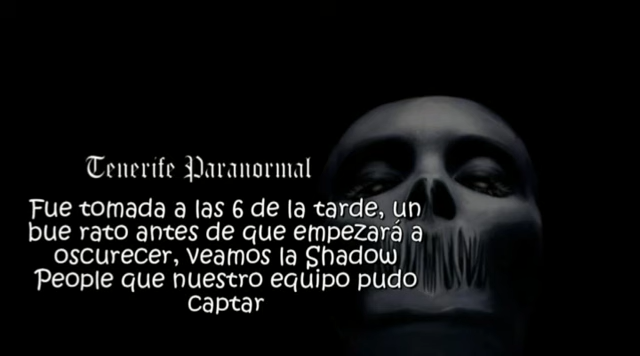 Tenerife Paranormal
Fue tomada a las 6 de la tarde, un
bue rato antes de que empezará a
oscurecer, veamos la Shadow
People que nuestro equipo pudo
captar